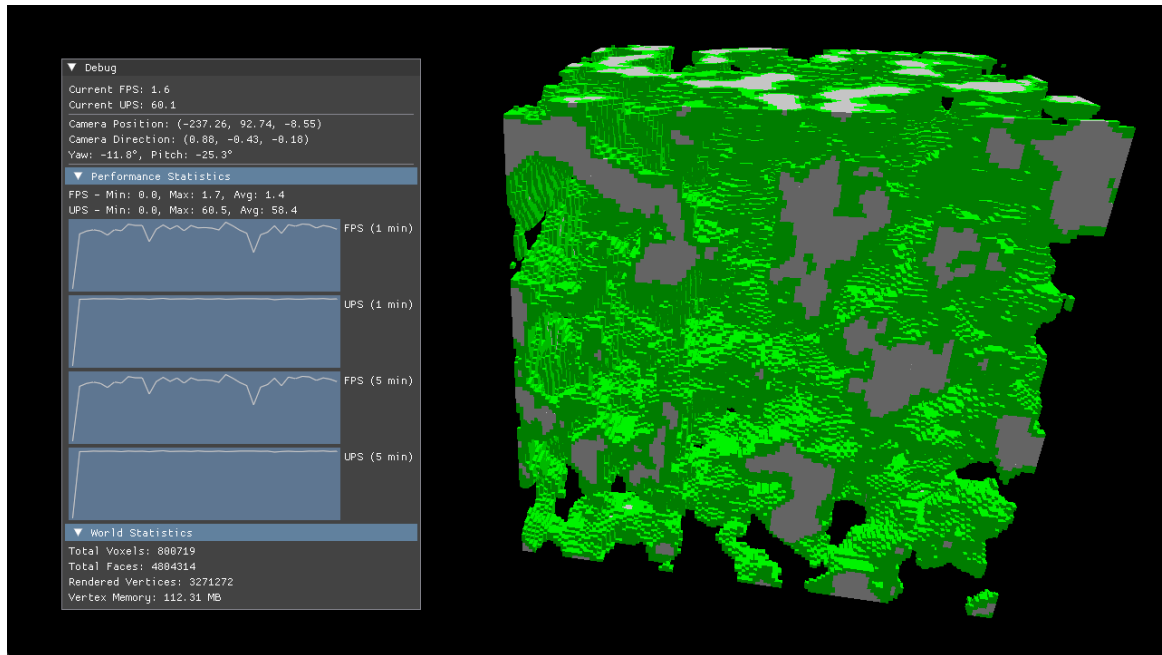 Debug
Current FPS: 1.6
Current UPS: 60.1
Camera Position: (-237.26, 92.74, -8.55)
Camera Direction: (0.88, -0.43, -0.18)
Yaw: -11.8°, Pitch: -25.3°
Performance Statistics
FPS - Min: 0.0, Max: 1.7, Avg: 1.4
UPS - Min: 0.0, Max: 60.5, Avg: 58.4
FPS (1 min)
UPS (1 min)
FPS (5 min)
UPS (5 min)
World Statistics
Total Voxels: 800719
Total Faces: 4804314
Rendered Vertices: 3271272
Vertex Memory: 112.31 MB